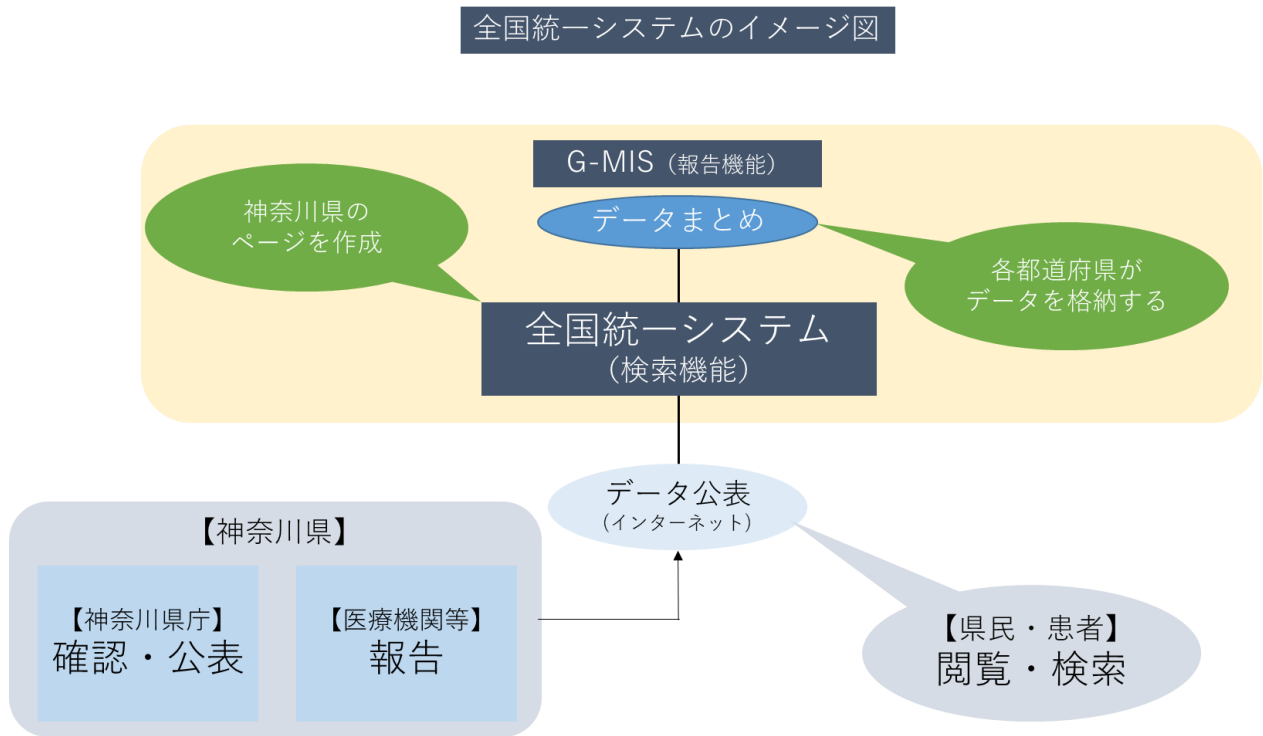 全国統一システムのイメージ図
G-MIS（報告機能）
データまとめ
神奈川県の
ページを作成
各都道府県が
データを格納する
全国統一システム
（検索機能）
データ公表
（インターネット）
【神奈川県】
【神奈川県庁】
確認・公表
【医療機関等】
報告
【県民・患者】
閲覧・検索